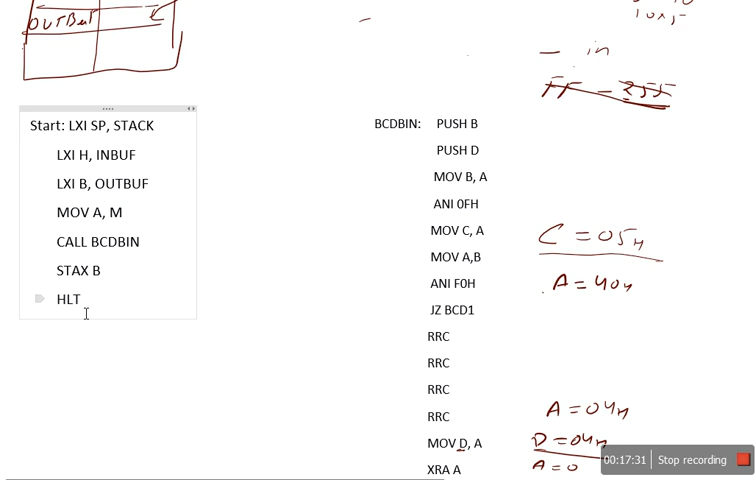 OUTBUF
10x5
- in
FF - 255
Start: LXI SP, STACK
LXI H, INBUF
LXI B, OUTBUF
MOV A, M
CALL BCDBIN
STAX B
HLT
BCDBIN: PUSH B
PUSH D
MOV B, A
ANI 0FH
MOV C, A
MOV A,B
ANI F0H
JZ BCD1
RRC
RRC
RRC
RRC
MOV D, A
XRA A
C = 05H
A = 40H
A = 04H
D = 04H
A = 0
00:17:31 Stop recording